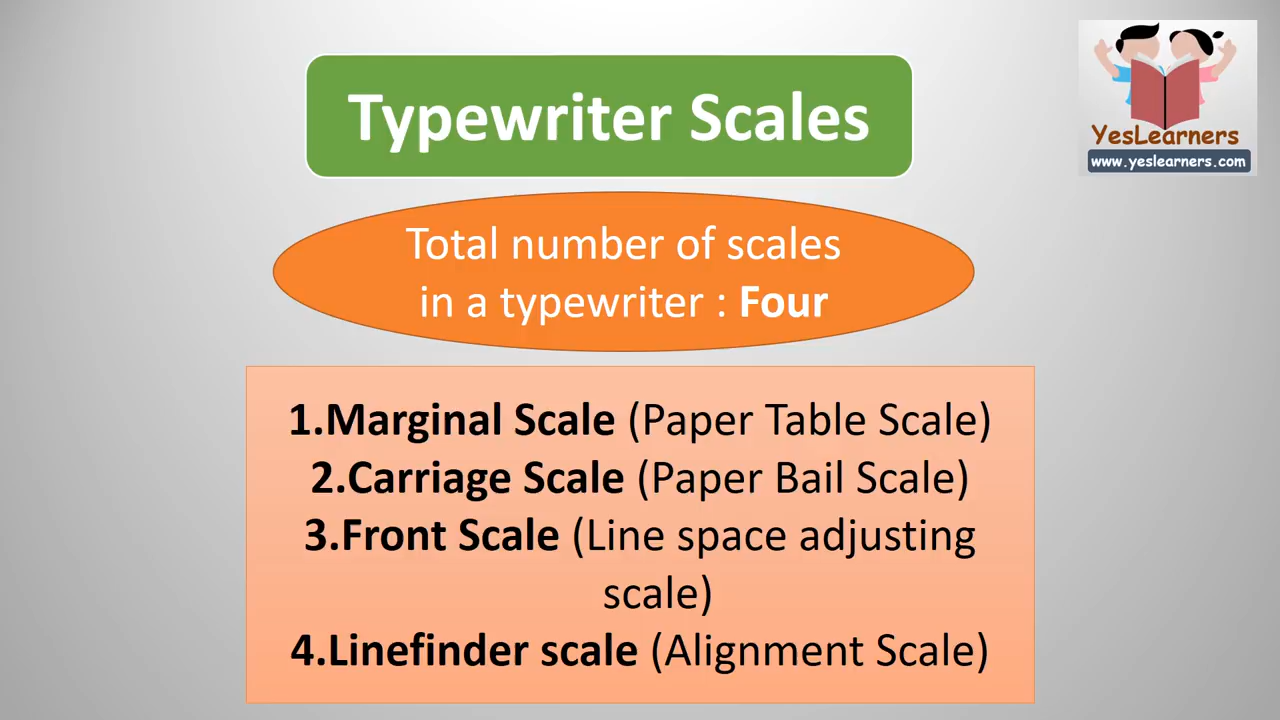 Typewriter Scales
YesLearners
www.yeslearners.com
Total number of scales
in a typewriter : Four
1.Marginal Scale (Paper Table Scale)
2.Carriage Scale (Paper Bail Scale)
3.Front Scale (Line space adjusting
scale)
4.Linefinder scale (Alignment Scale)